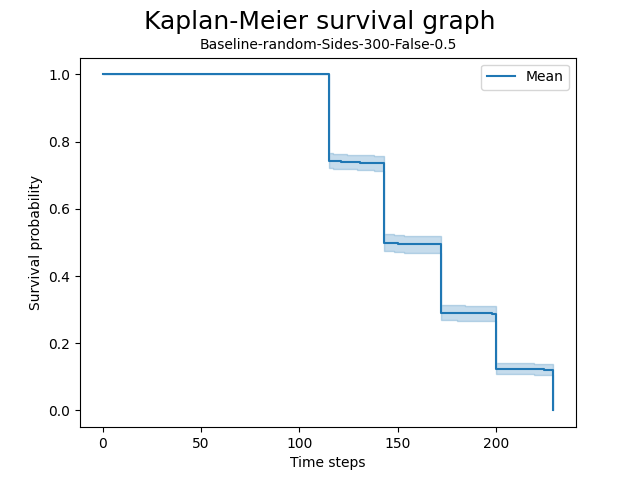 Kaplan-Meier survival graph
Baseline-random-Sides-300-False-0.5
Mean
1.0
0.8
0.6
0.4
0.2
0.0
Survival probability
0 50 100 150 200
Time steps